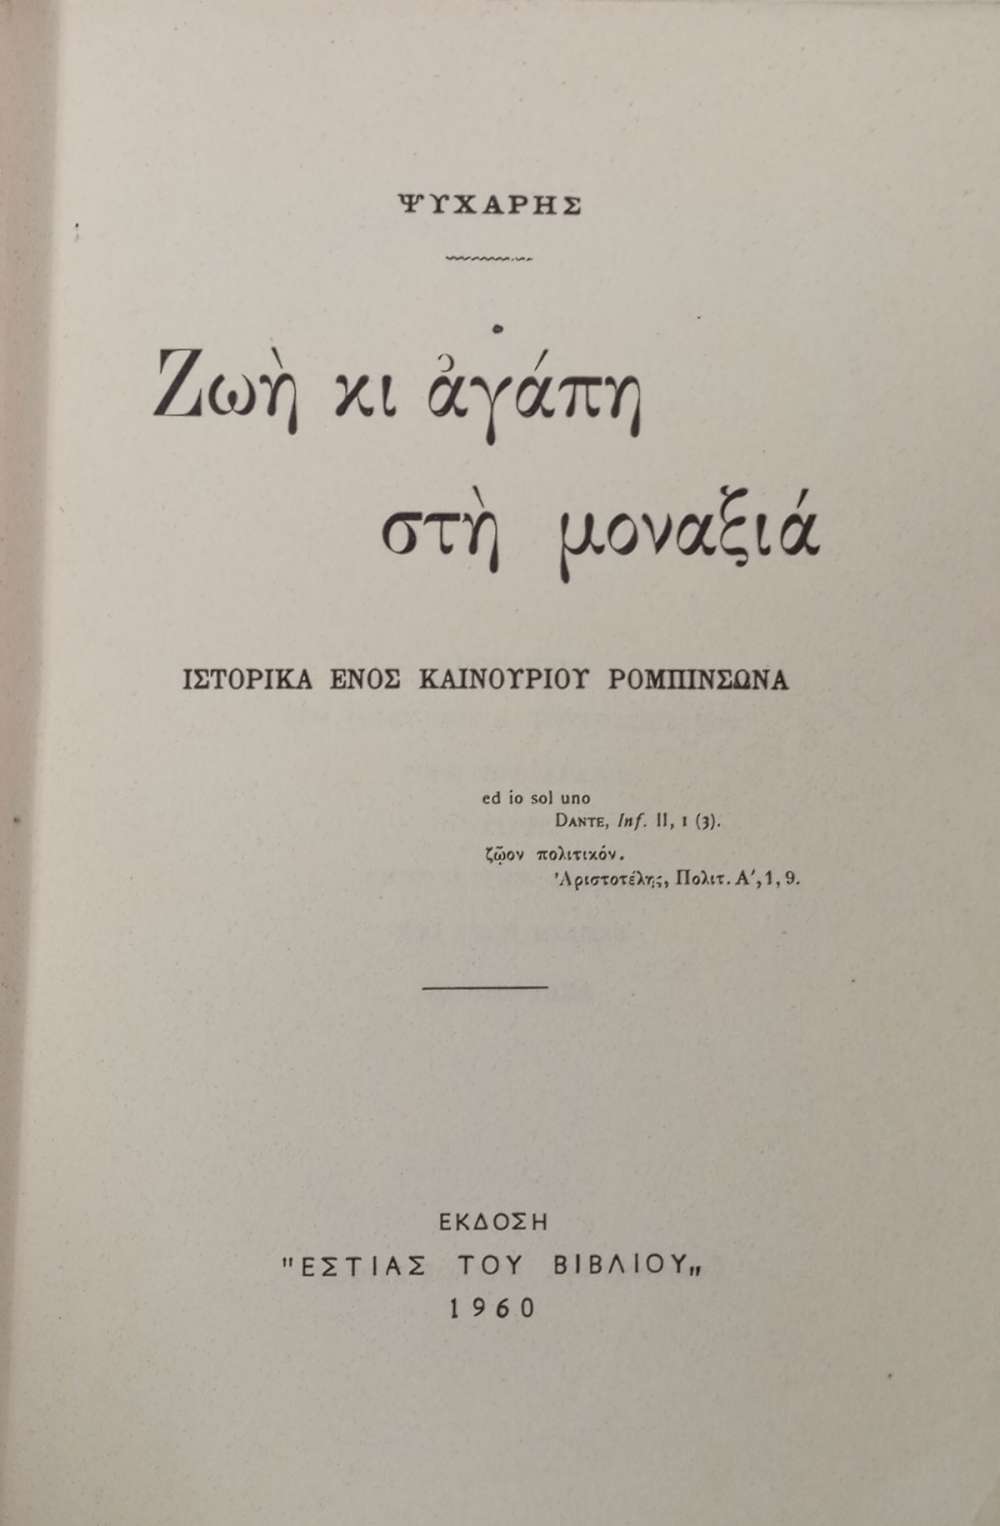 ΨΥΧΑΡΗΣ
Ζωὴ κι ἀγάπη
στὴ μοναξιά
ΙΣΤΟΡΙΚΑ ΕΝΟΣ ΚΑΙΝΟΥΡΙΟΥ ΡΟΜΠΙΝΣΩΝΑ
ed io sol uno
DANTE, Inf. II, 1 (3).
ζῷον πολιτικόν.
Ἀριστοτέλης, Πολιτ. Α΄, 1, 9.
ΕΚΔΟΣΗ
"ΕΣΤΙΑΣ ΤΟΥ ΒΙΒΛΙΟΥ„
1960